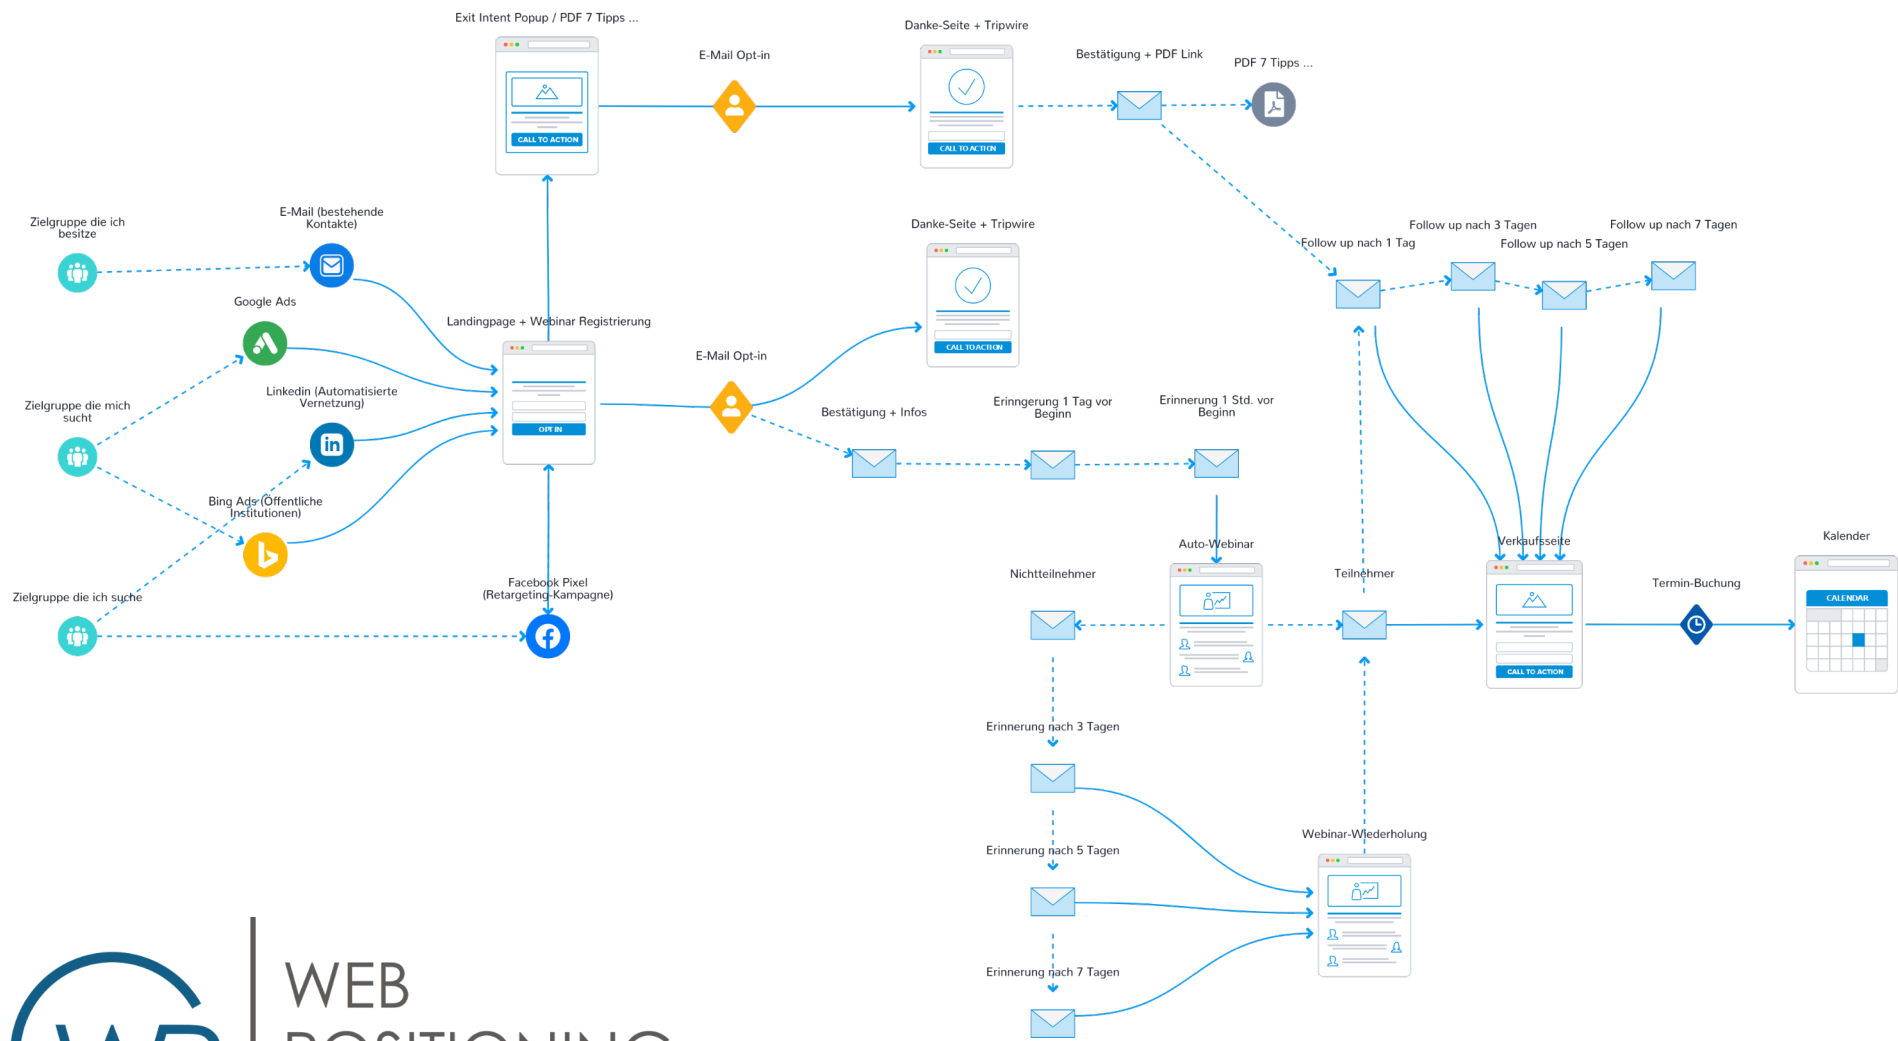 Exit Intent Popup / PDF 7 Tipps ...
CALL TO ACTION
E-Mail Opt-in
Danke-Seite + Tripwire
CALL TO ACTION
Bestätigung + PDF Link
PDF 7 Tipps ...
Zielgruppe die ich
besitze
E-Mail (bestehende
Kontakte)
Google Ads
Zielgruppe die mich
sucht
Linkedin (Automatisierte
Vernetzung)
Bing Ads (Öffentliche
Institutionen)
Zielgruppe die ich suche
Landingpage + Webinar Registrierung
OPT IN
Facebook Pixel
(Retargeting-Kampagne)
E-Mail Opt-in
Danke-Seite + Tripwire
CALL TO ACTION
Bestätigung + Infos
Erinngerung 1 Tag vor
Beginn
Erinnerung 1 Std. vor
Beginn
Follow up nach 1 Tag
Follow up nach 3 Tagen
Follow up nach 5 Tagen
Follow up nach 7 Tagen
Auto-Webinar
Nichtteilnehmer
Teilnehmer
Verkaufsseite
CALL TO ACTION
Termin-Buchung
Kalender
CALENDAR
Erinnerung nach 3 Tagen
Erinnerung nach 5 Tagen
Erinnerung nach 7 Tagen
Webinar-Wiederholung
in
WP
WEB
POSITIONING